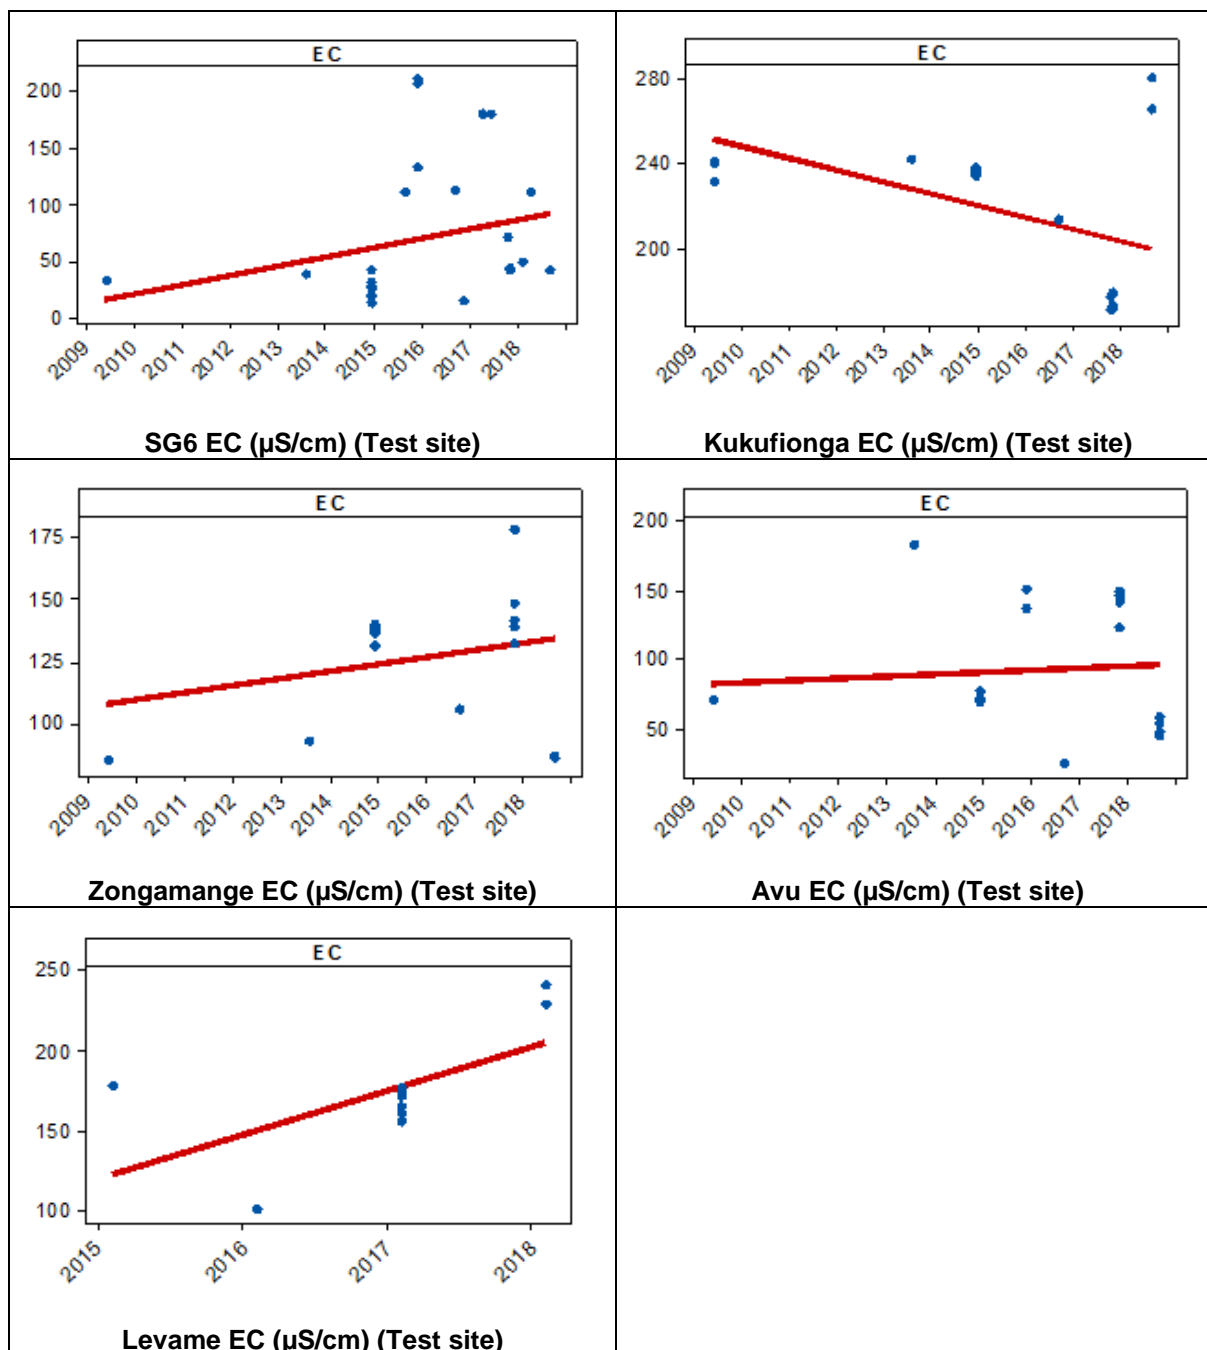 EC
200
150
100
50
0
2009 2010 2011 2012 2013 2014 2015 2016 2017 2018
SG6 EC (µS/cm) (Test site)
EC
280
240
200
2009 2010 2011 2012 2013 2014 2015 2016 2017 2018
Kukufionga EC (µS/cm) (Test site)
EC
175
150
125
100
2009 2010 2011 2012 2013 2014 2015 2016 2017 2018
Zongamange EC (µS/cm) (Test site)
EC
200
150
100
50
2009 2010 2011 2012 2013 2014 2015 2016 2017 2018
Avu EC (µS/cm) (Test site)
EC
250
200
150
100
2015 2016 2017 2018
Levame EC (µS/cm) (Test site)